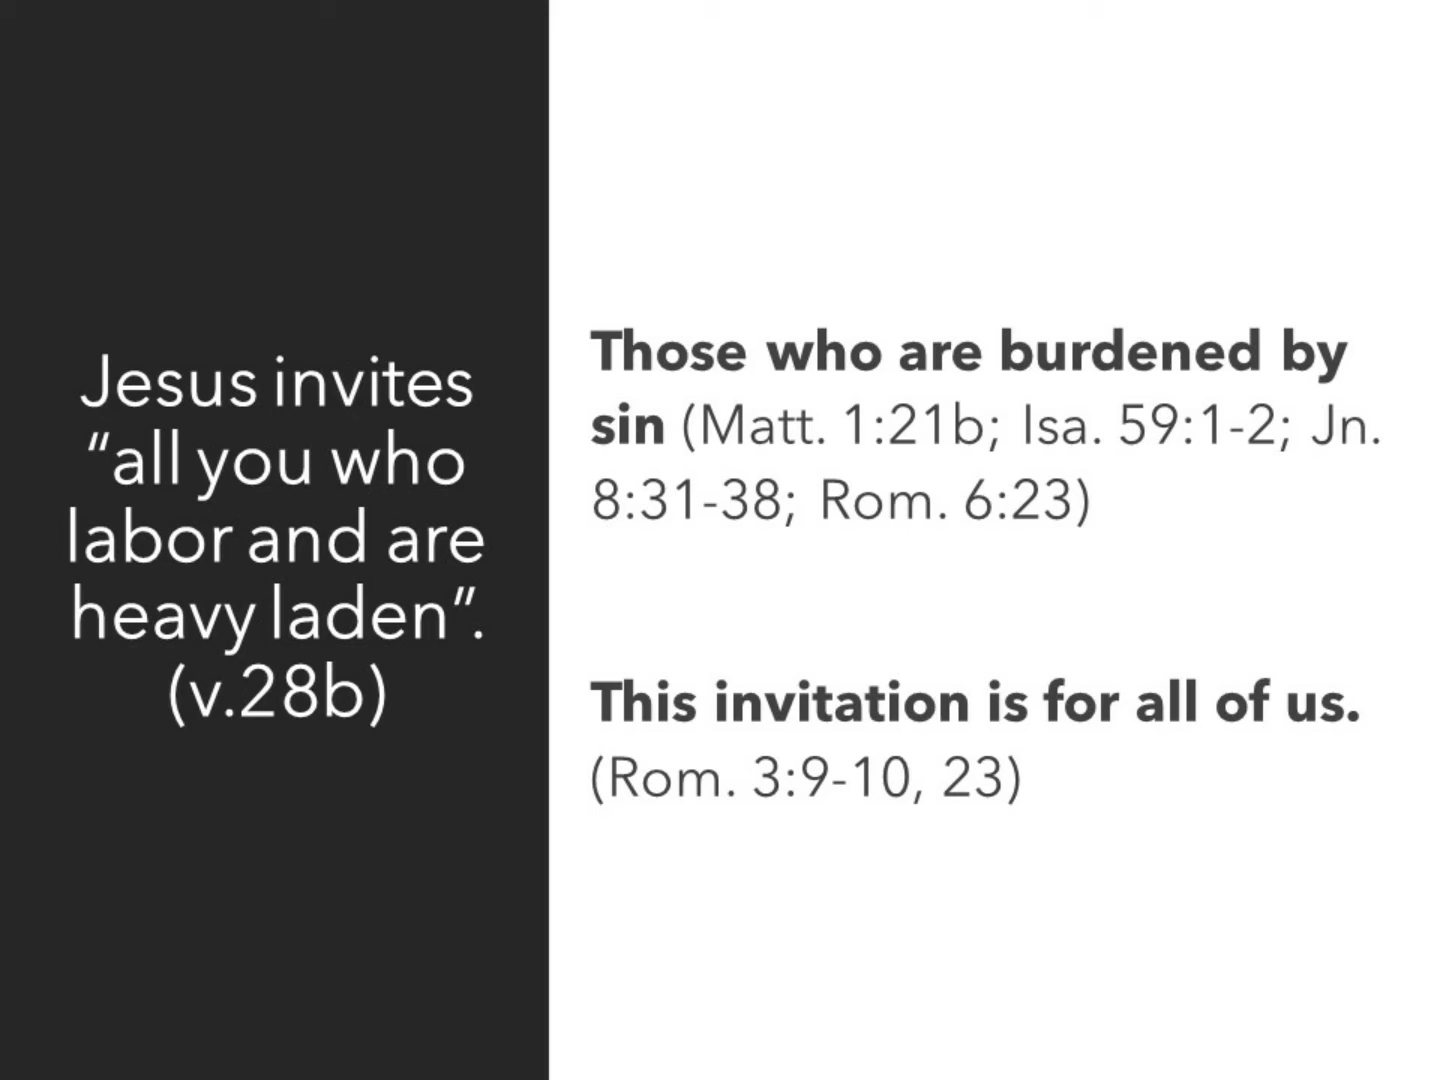 Jesus invites
“all you who
labor and are
heavy laden”.
(v.28b)
Those who are burdened by
sin (Matt. 1:21b; Isa. 59:1-2; Jn.
8:31-38; Rom. 6:23)
This invitation is for all of us.
(Rom. 3:9-10, 23)